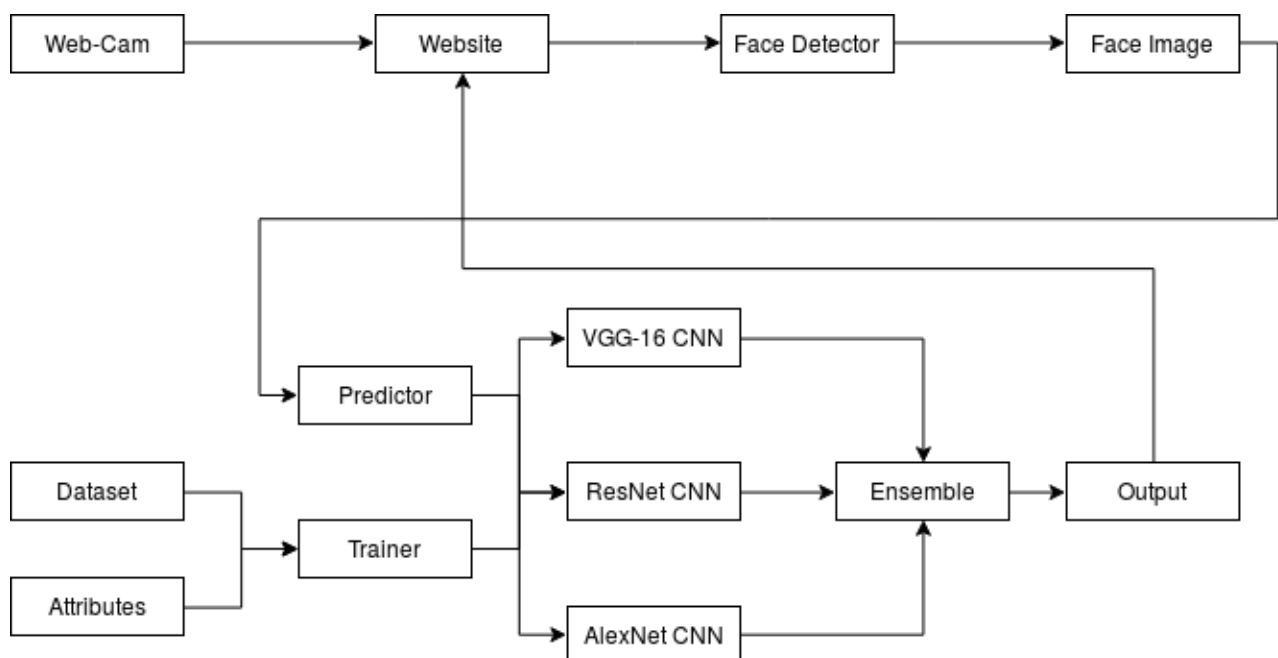 Web-Cam
Website
Face Detector
Face Image
VGG-16 CNN
Predictor
Dataset
ResNet CNN
Ensemble
Output
Trainer
Attributes
AlexNet CNN